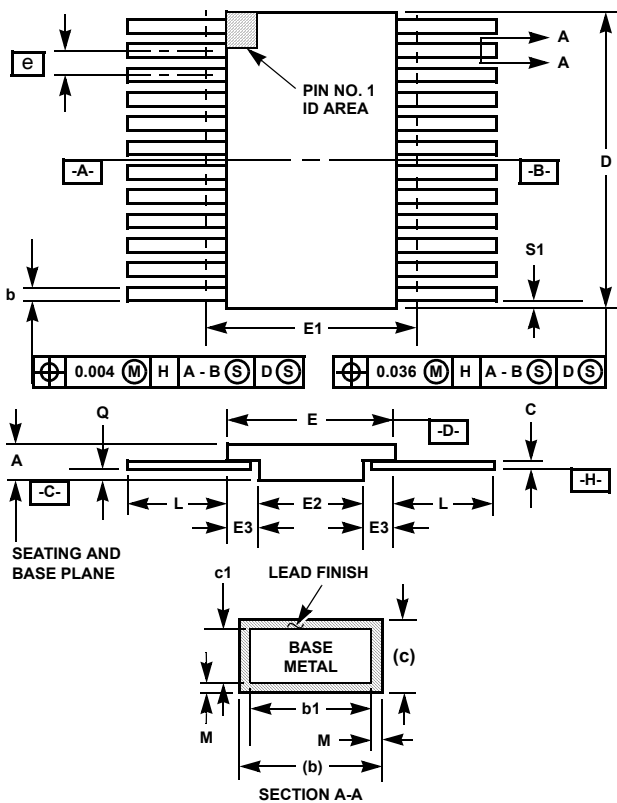 e
A
A
PIN NO. 1
ID AREA
-A-
-B-
D
S1
b
E1
0.004 M H A - B S D S
0.036 M H A - B S D S
Q
E
C
-D-
A
-C-
-H-
L
E2
L
E3
E3
SEATING AND
BASE PLANE
c1
LEAD FINISH
BASE
METAL
(c)
b1
M
M
(b)
SECTION A-A